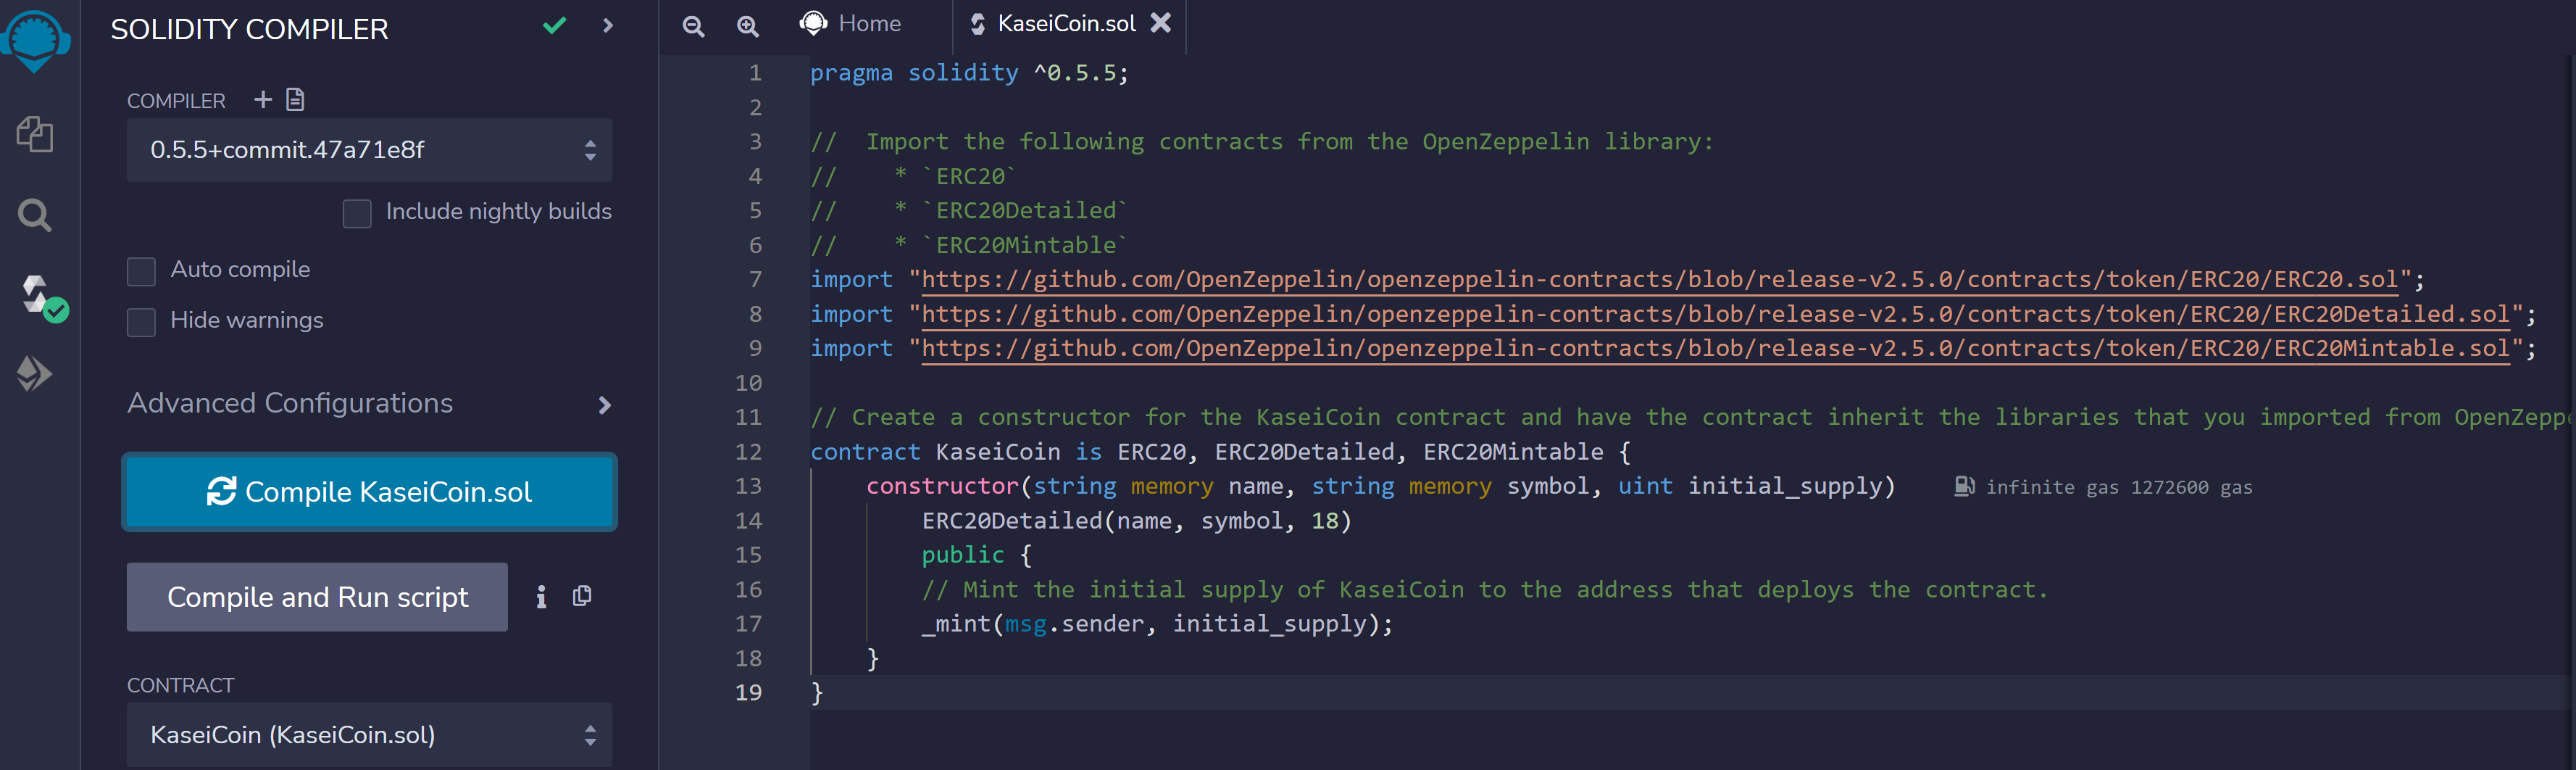 SOLIDITY COMPILER
COMPILER
0.5.5+commit.47a71e8f
Include nightly builds
Auto compile
Hide warnings
Advanced Configurations
Compile KaseiCoin.sol
Compile and Run script
CONTRACT
KaseiCoin (KaseiCoin.sol)
Home
KaseiCoin.sol
1 pragma solidity ^0.5.5;
2
3 //  Import the following contracts from the OpenZeppelin library:
4 //    * `ERC20`
5 //    * `ERC20Detailed`
6 //    * `ERC20Mintable`
7 import "https://github.com/OpenZeppelin/openzeppelin-contracts/blob/release-v2.5.0/contracts/token/ERC20/ERC20.sol";
8 import "https://github.com/OpenZeppelin/openzeppelin-contracts/blob/release-v2.5.0/contracts/token/ERC20/ERC20Detailed.sol";
9 import "https://github.com/OpenZeppelin/openzeppelin-contracts/blob/release-v2.5.0/contracts/token/ERC20/ERC20Mintable.sol";
10
11 // Create a constructor for the KaseiCoin contract and have the contract inherit the libraries that you imported from OpenZeppe
12 contract KaseiCoin is ERC20, ERC20Detailed, ERC20Mintable {
13     constructor(string memory name, string memory symbol, uint initial_supply) infinite gas 1272600 gas
14         ERC20Detailed(name, symbol, 18)
15         public {
16         // Mint the initial supply of KaseiCoin to the address that deploys the contract.
17         _mint(msg.sender, initial_supply);
18     }
19 }